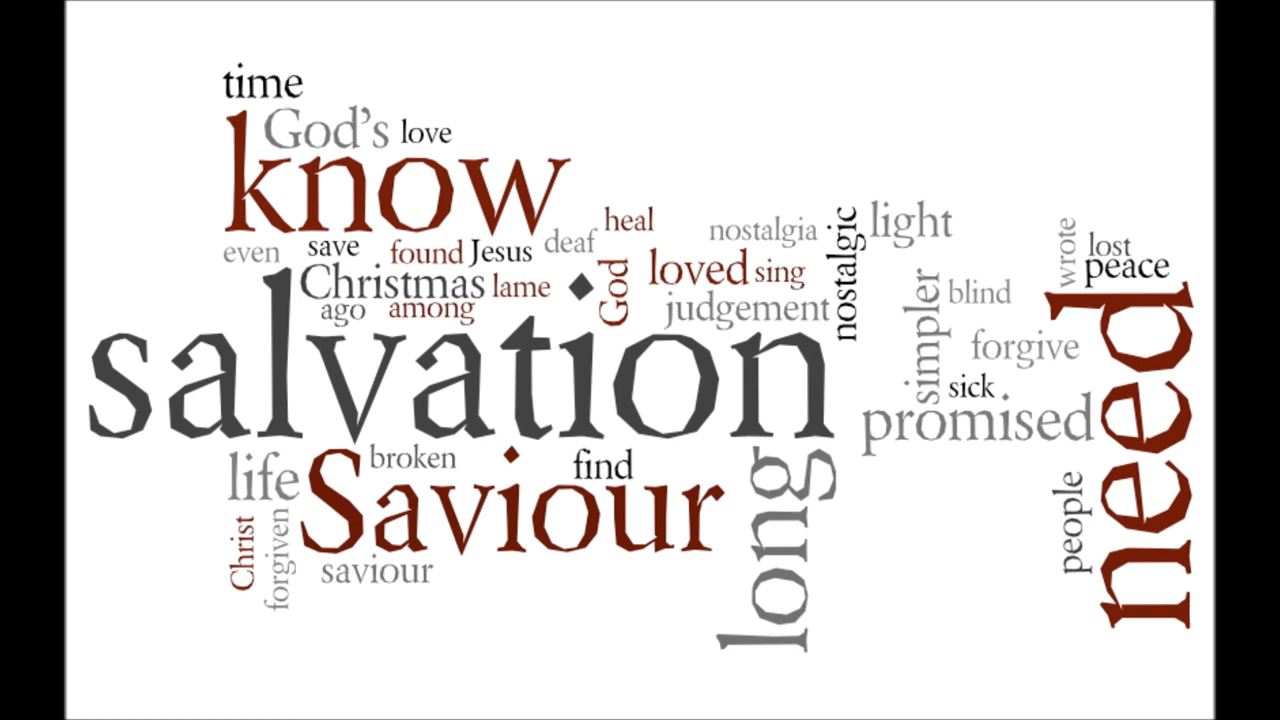 time
God's
love
know
even
save
found
Jesus
deaf
heal
nostalgia
nostalgic
light
Christmas
lame
God
loved
sing
wrote
lost
peace
ago
among
judgement
simpler
blind
forgive
salvation
sick
promised
need
life
Saviour
broken
find
long
people
Christ
forgiven
saviour